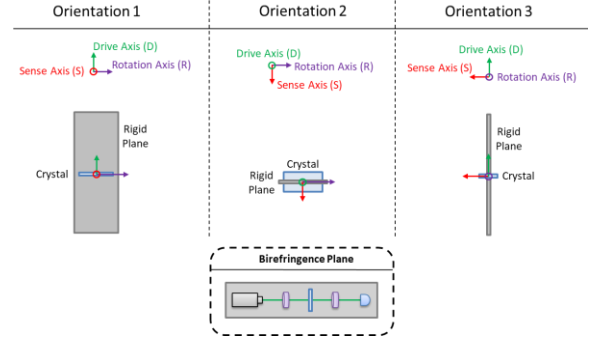 Orientation 1
Orientation 2
Orientation 3
Drive Axis (D)
Sense Axis (S)
Rotation Axis (R)
Drive Axis (D)
Rotation Axis (R)
Sense Axis (S)
Drive Axis (D)
Sense Axis (S)
Rotation Axis (R)
Rigid
Plane
Crystal
Crystal
Rigid
Plane
Rigid
Plane
Crystal
Birefringence Plane